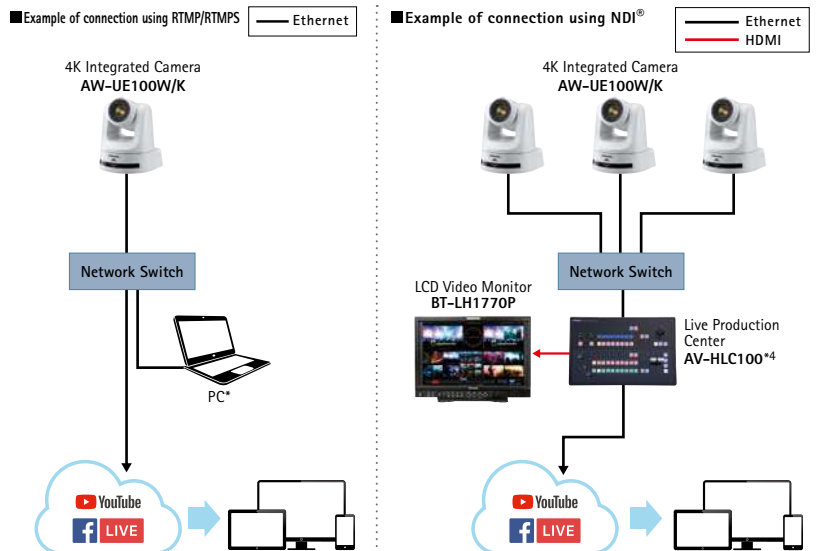 ■Example of connection using RTMP/RTMPS
Ethernet
4K Integrated Camera
AW-UE100W/K
Network Switch
PC*
YouTube
f LIVE
■Example of connection using NDI®
Ethernet
HDMI
4K Integrated Camera
AW-UE100W/K
Network Switch
LCD Video Monitor
BT-LH1770P
Live Production
Center
AV-HLC100*4
YouTube
f LIVE